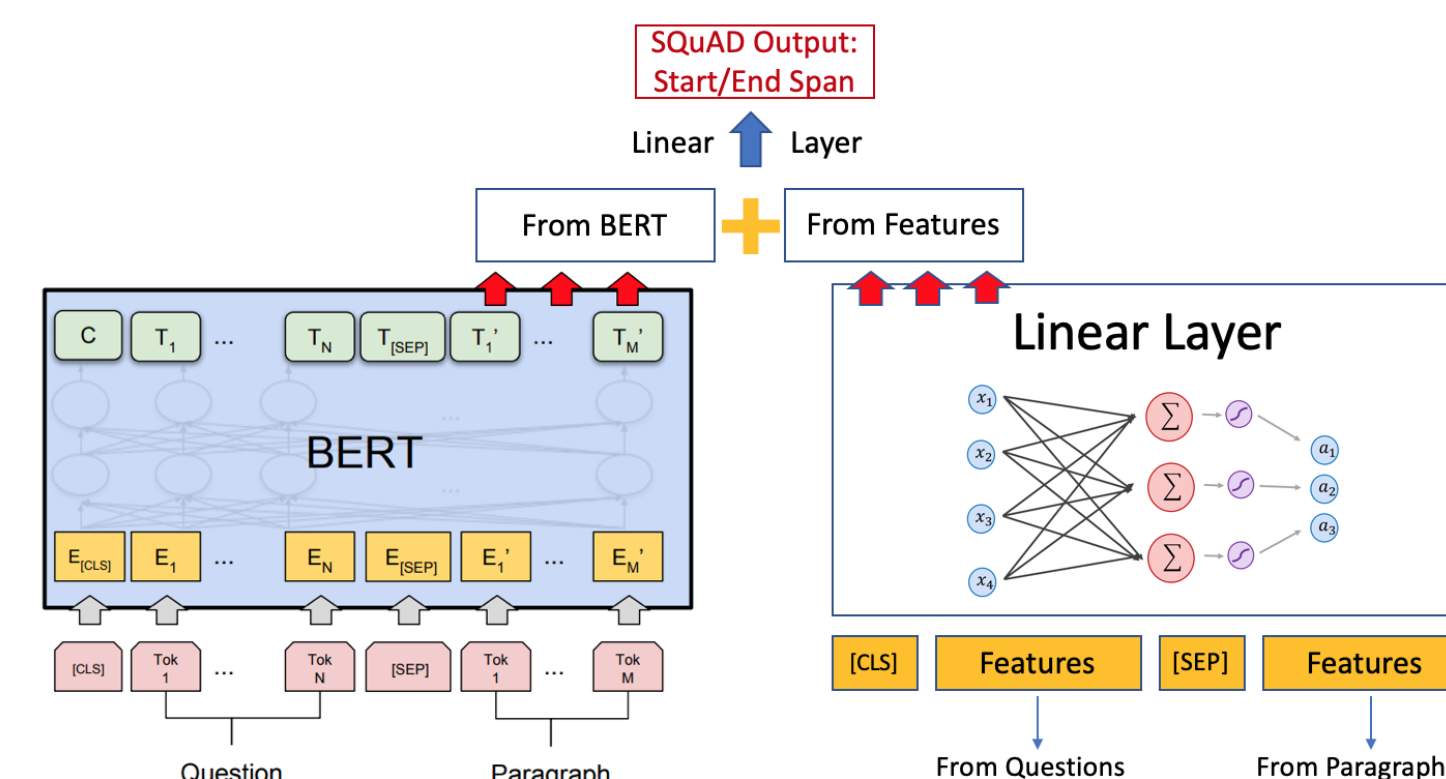 SQuAD Output:
Start/End Span
Linear Layer
From BERT
From Features
C T1 ... TN T[SEP] T1' ... TM'
Linear Layer
BERT
...
...
x1
x2
x3
x4
∑
∑
∑
a1
a2
a3
E[CLS] E1 ... EN E[SEP] E1' ... EM'
[CLS] Tok 1 ... Tok N [SEP] Tok 1 ... Tok M
[CLS] Features [SEP] Features
Question Paragraph
From Questions From Paragraph